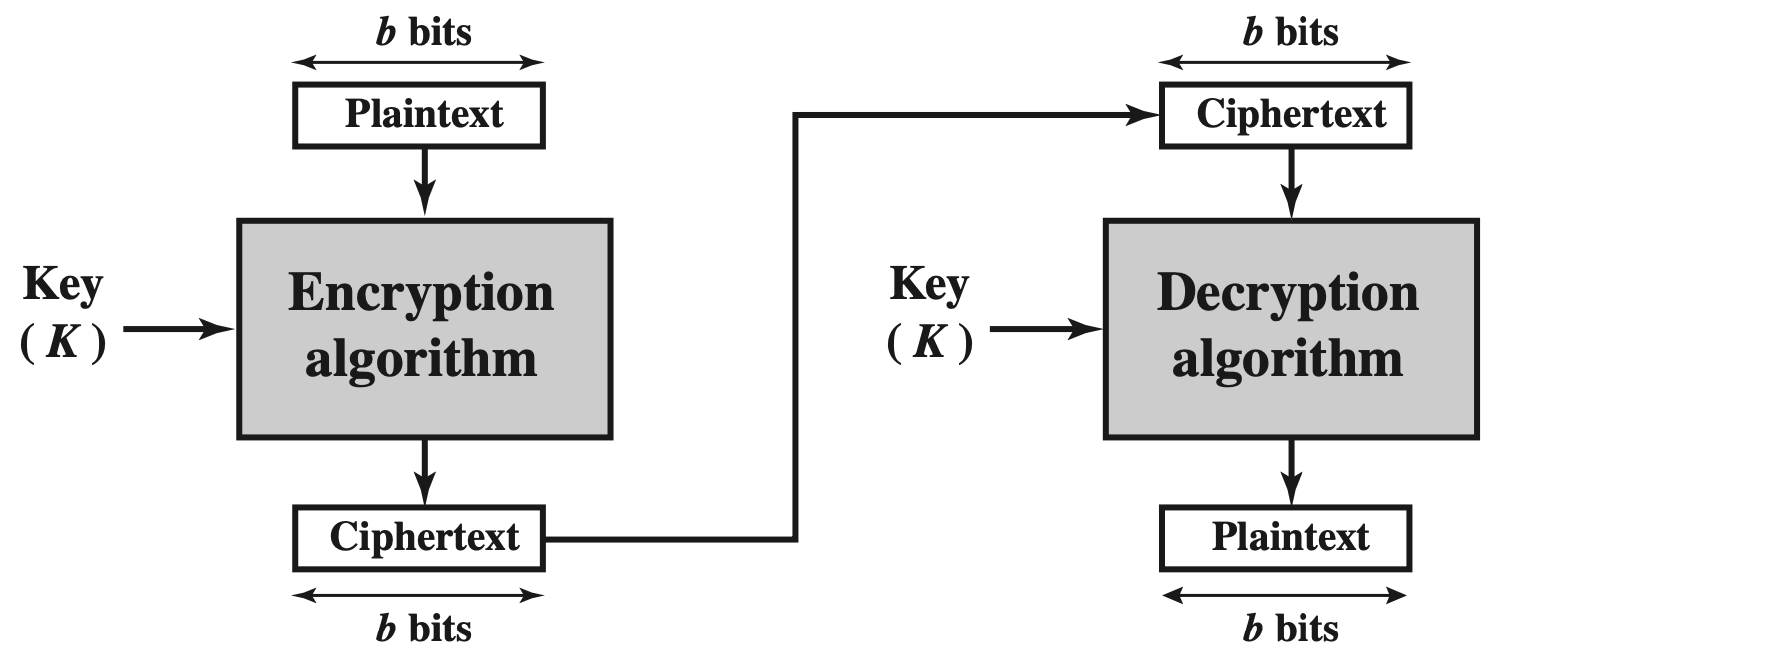 b bits
Plaintext
Key
( K )
Encryption
algorithm
Ciphertext
b bits
b bits
Ciphertext
Key
( K )
Decryption
algorithm
Plaintext
b bits